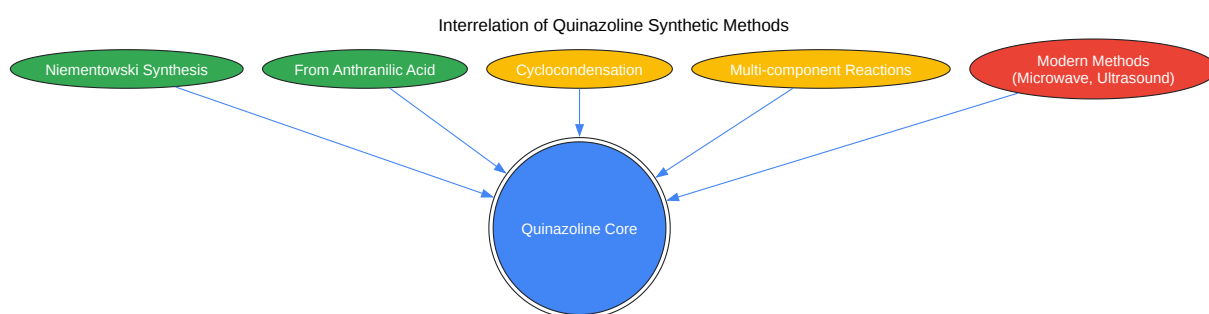 Interrelation of Quinazoline Synthetic Methods
Niementowski Synthesis
From Anthranilic Acid
Cyclocondensation
Multi-component Reactions
Modern Methods
(Microwave, Ultrasound)
Quinazoline Core